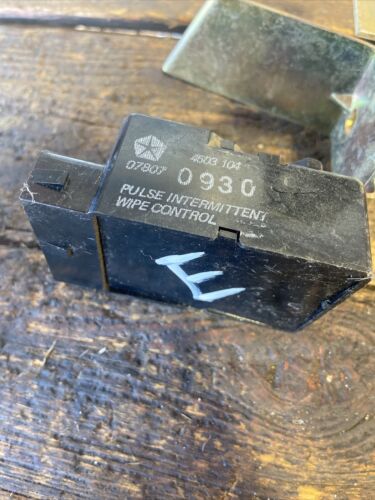 4603 104
07807 0930
PULSE INTERMITTENT
WIPE CONTROL
E